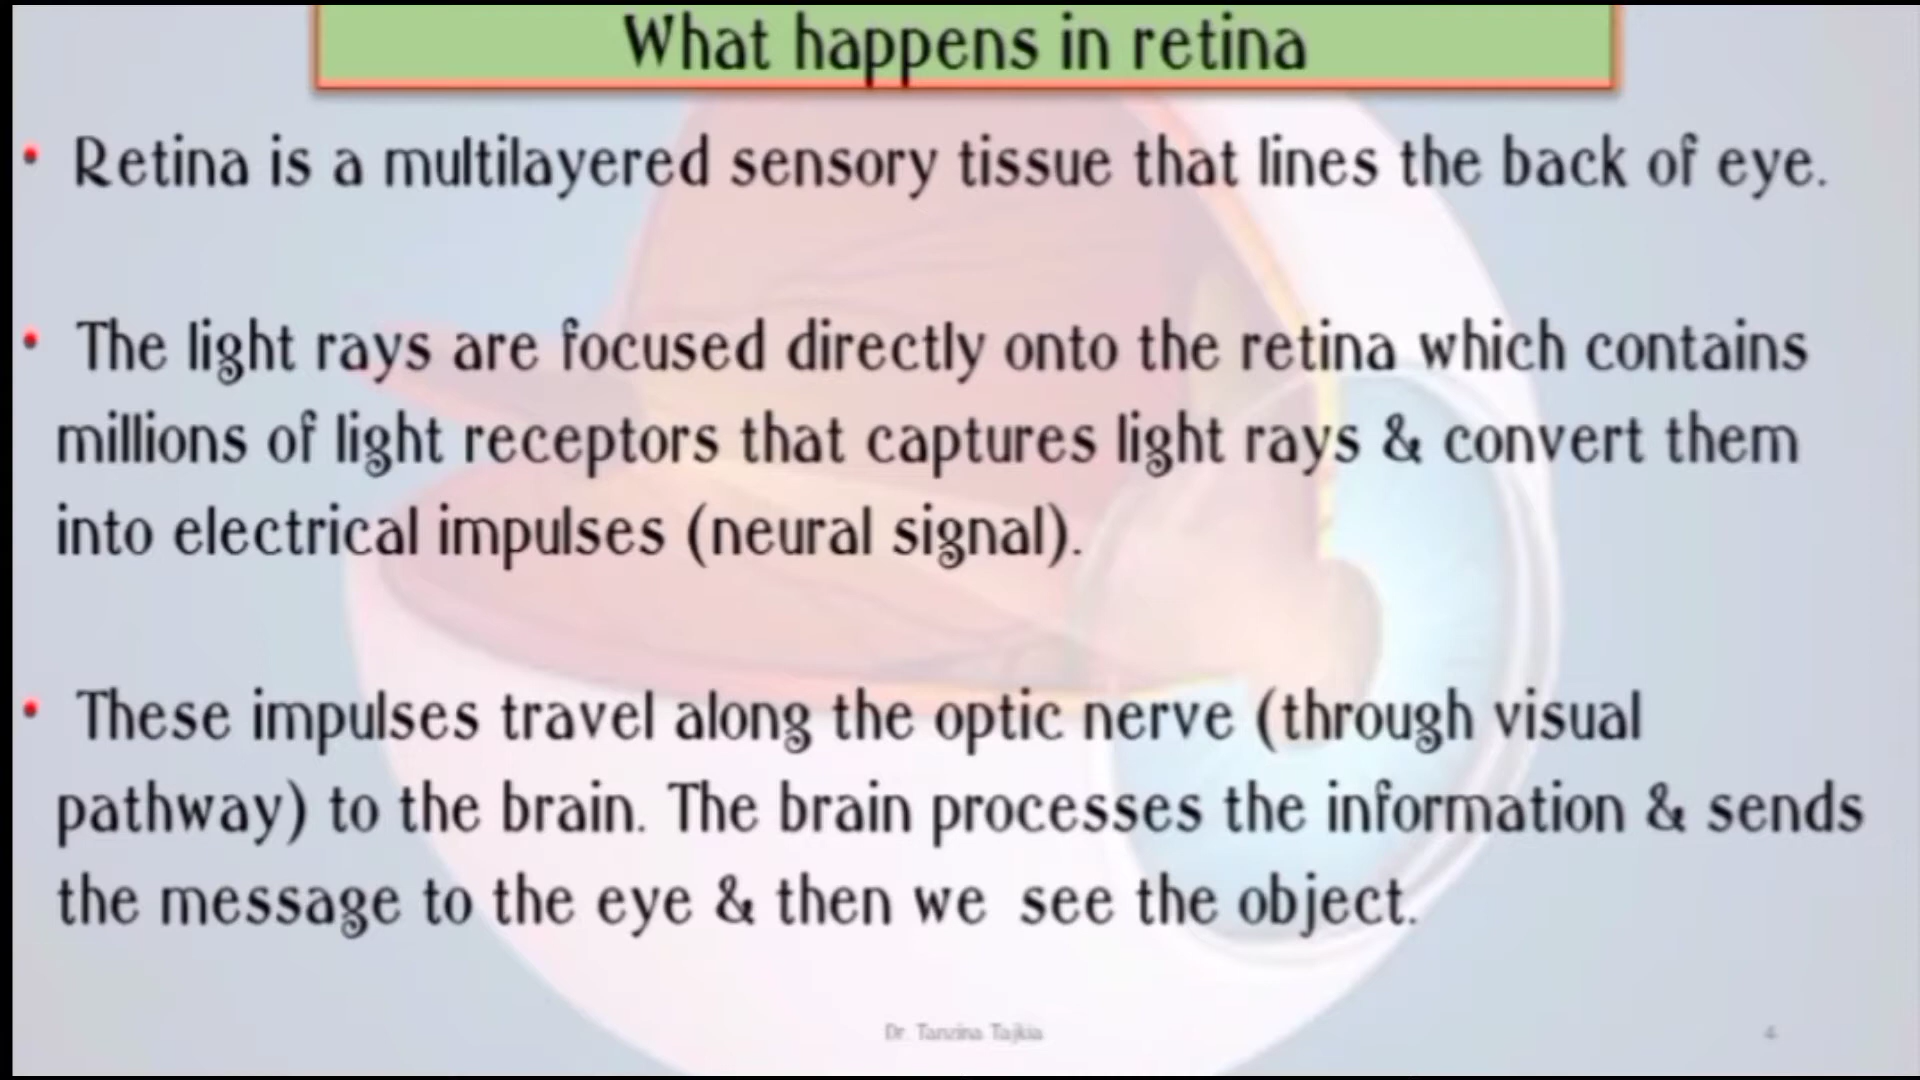 What happens in retina
• Retina is a multilayered sensory tissue that lines the back of eye.
• The light rays are focused directly onto the retina which contains
millions of light receptors that captures light rays & convert them
into electrical impulses (neural signal).
• These impulses travel along the optic nerve (through visual
pathway) to the brain. The brain processes the information & sends
the message to the eye & then we see the object.
Dr. Tanzina Tajkia
4